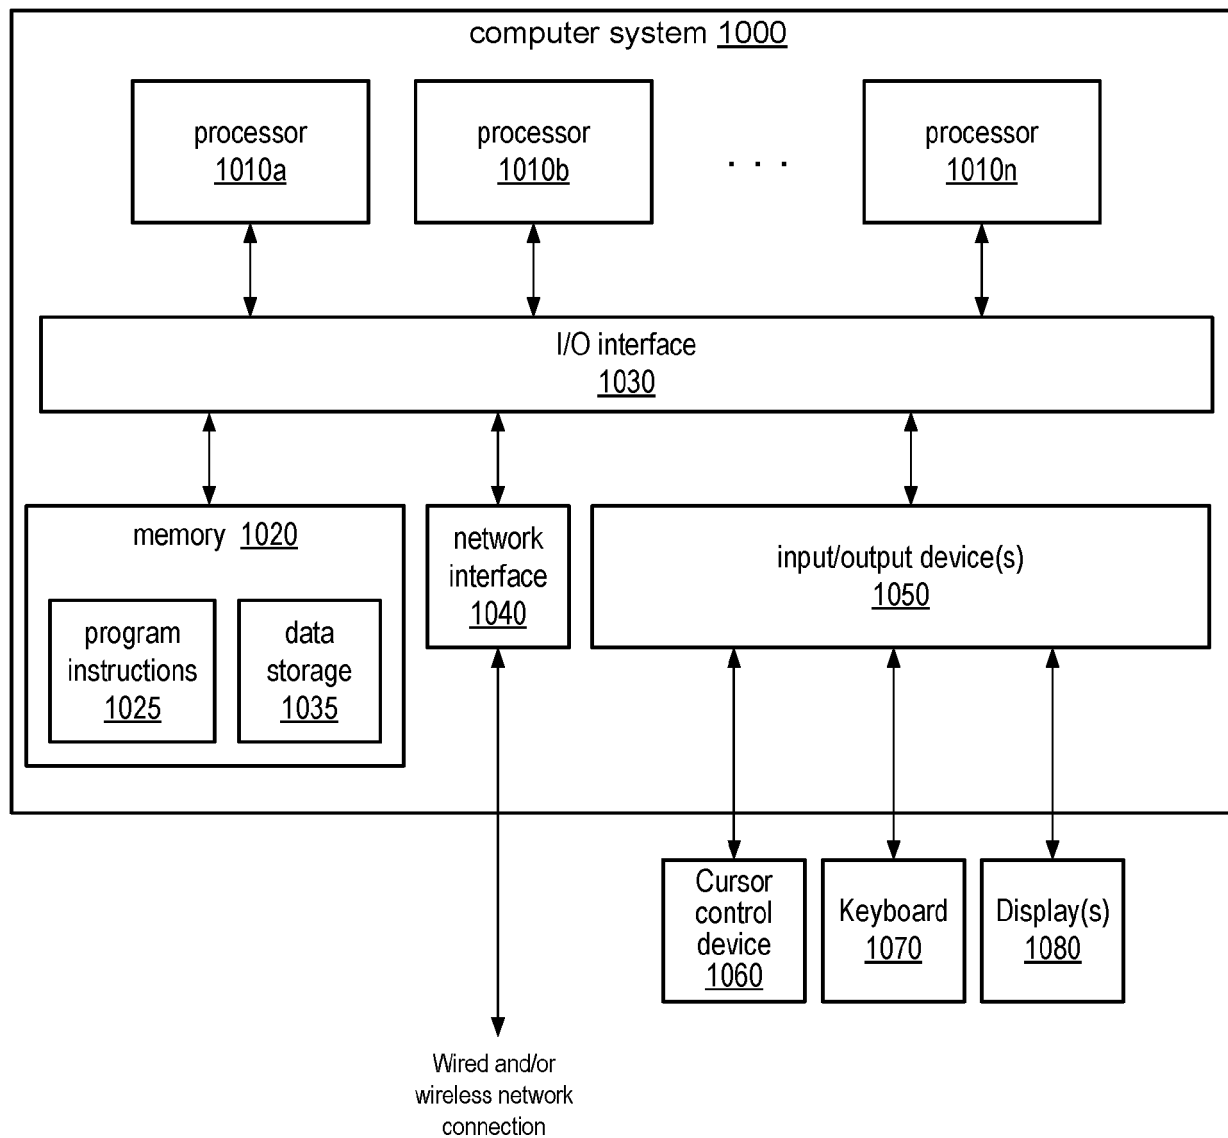 computer system 1000
processor
1010a
processor
1010b
. . .
processor
1010n
I/O interface
1030
memory 1020
program
instructions
1025
data
storage
1035
network
interface
1040
input/output device(s)
1050
Cursor
control
device
1060
Keyboard
1070
Display(s)
1080
Wired and/or
wireless network
connection